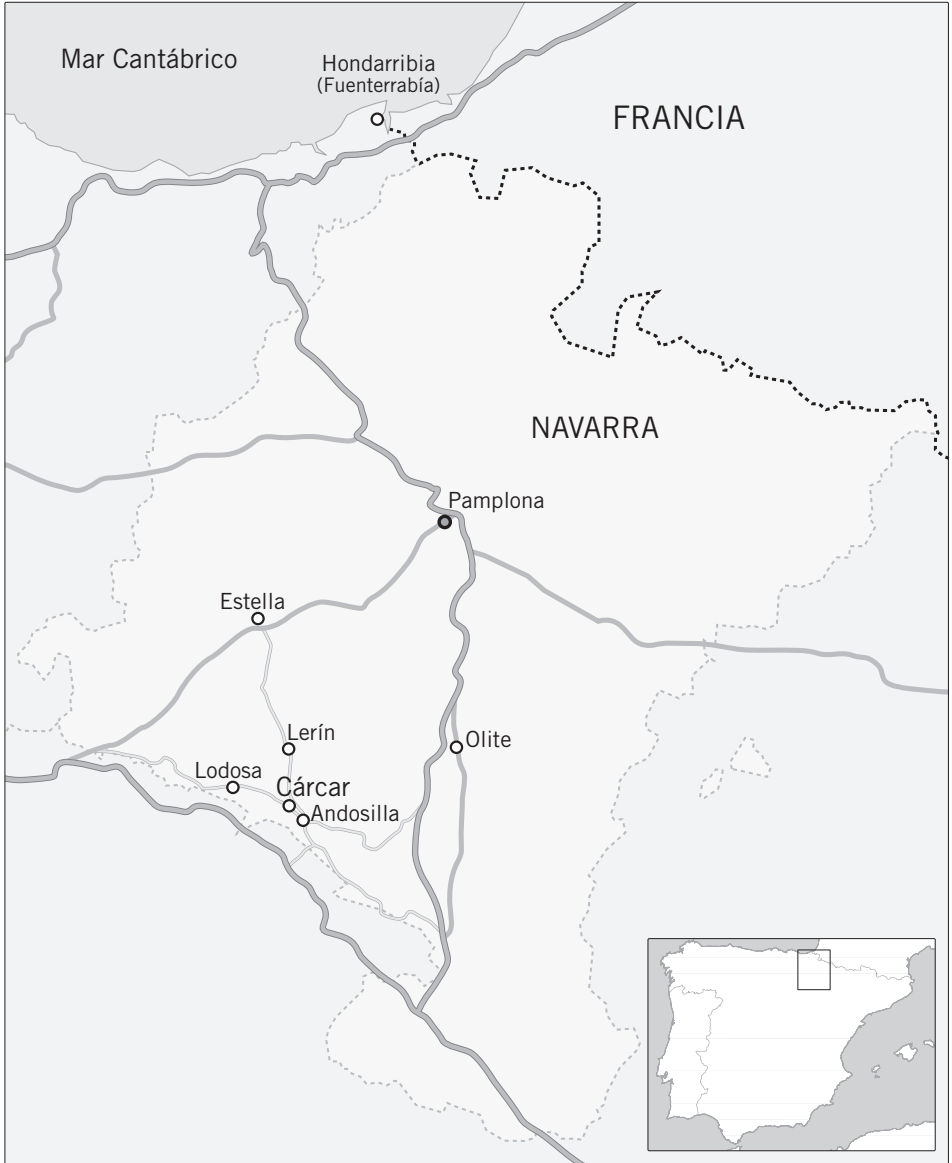 Mar Cantábrico
Hondarribia
(Fuenterrabía)
FRANCIA
NAVARRA
Pamplona
Estella
Lerín
Olite
Lodosa
Cárcar
Andosilla